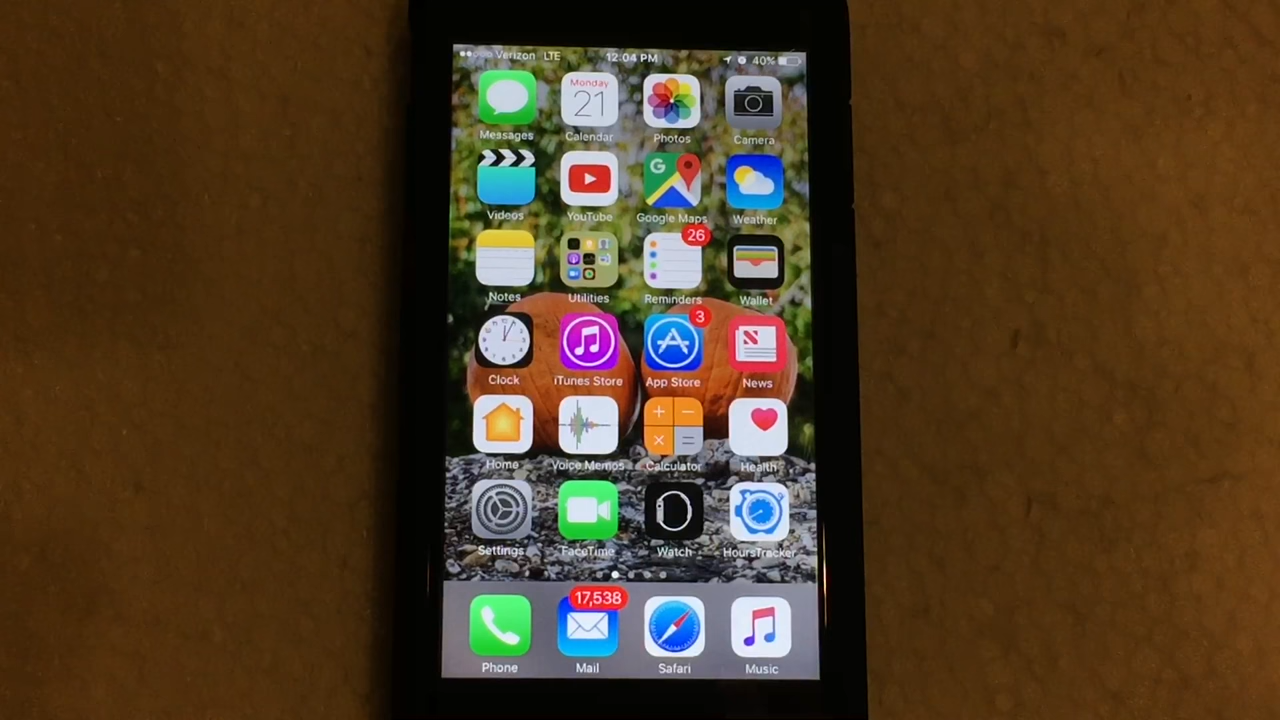 Verizon LTE 12:04 PM 40%
Monday
21
Messages Calendar Photos Camera
G
Videos YouTube Google Maps Weather
26
Notes Utilities Reminders Wallet
3
Clock iTunes Store App Store News
Home Voice Memos Calculator Health
Settings FaceTime Watch HoursTracker
17,538
Phone Mail Safari Music